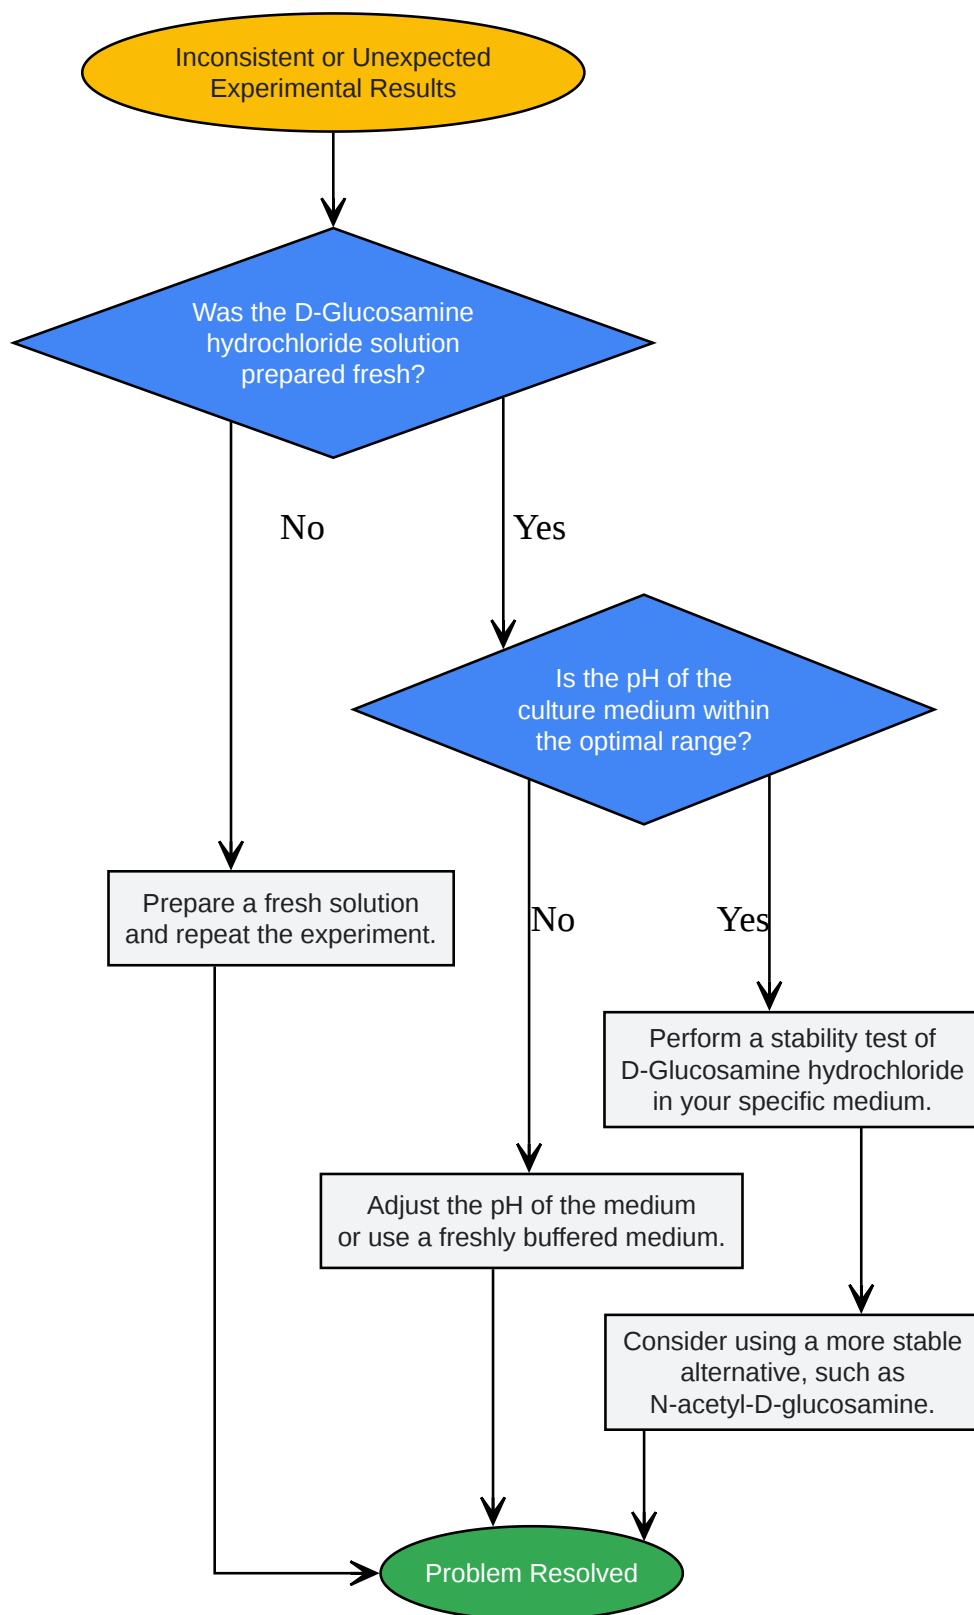 Inconsistent or Unexpected
Experimental Results
Was the D-Glucosamine
hydrochloride solution
prepared fresh?
No
Yes
Is the pH of the
culture medium within
the optimal range?
Prepare a fresh solution
and repeat the experiment.
No
Yes
Perform a stability test of
D-Glucosamine hydrochloride
in your specific medium.
Adjust the pH of the medium
or use a freshly buffered medium.
Consider using a more stable
alternative, such as
N-acetyl-D-glucosamine.
Problem Resolved